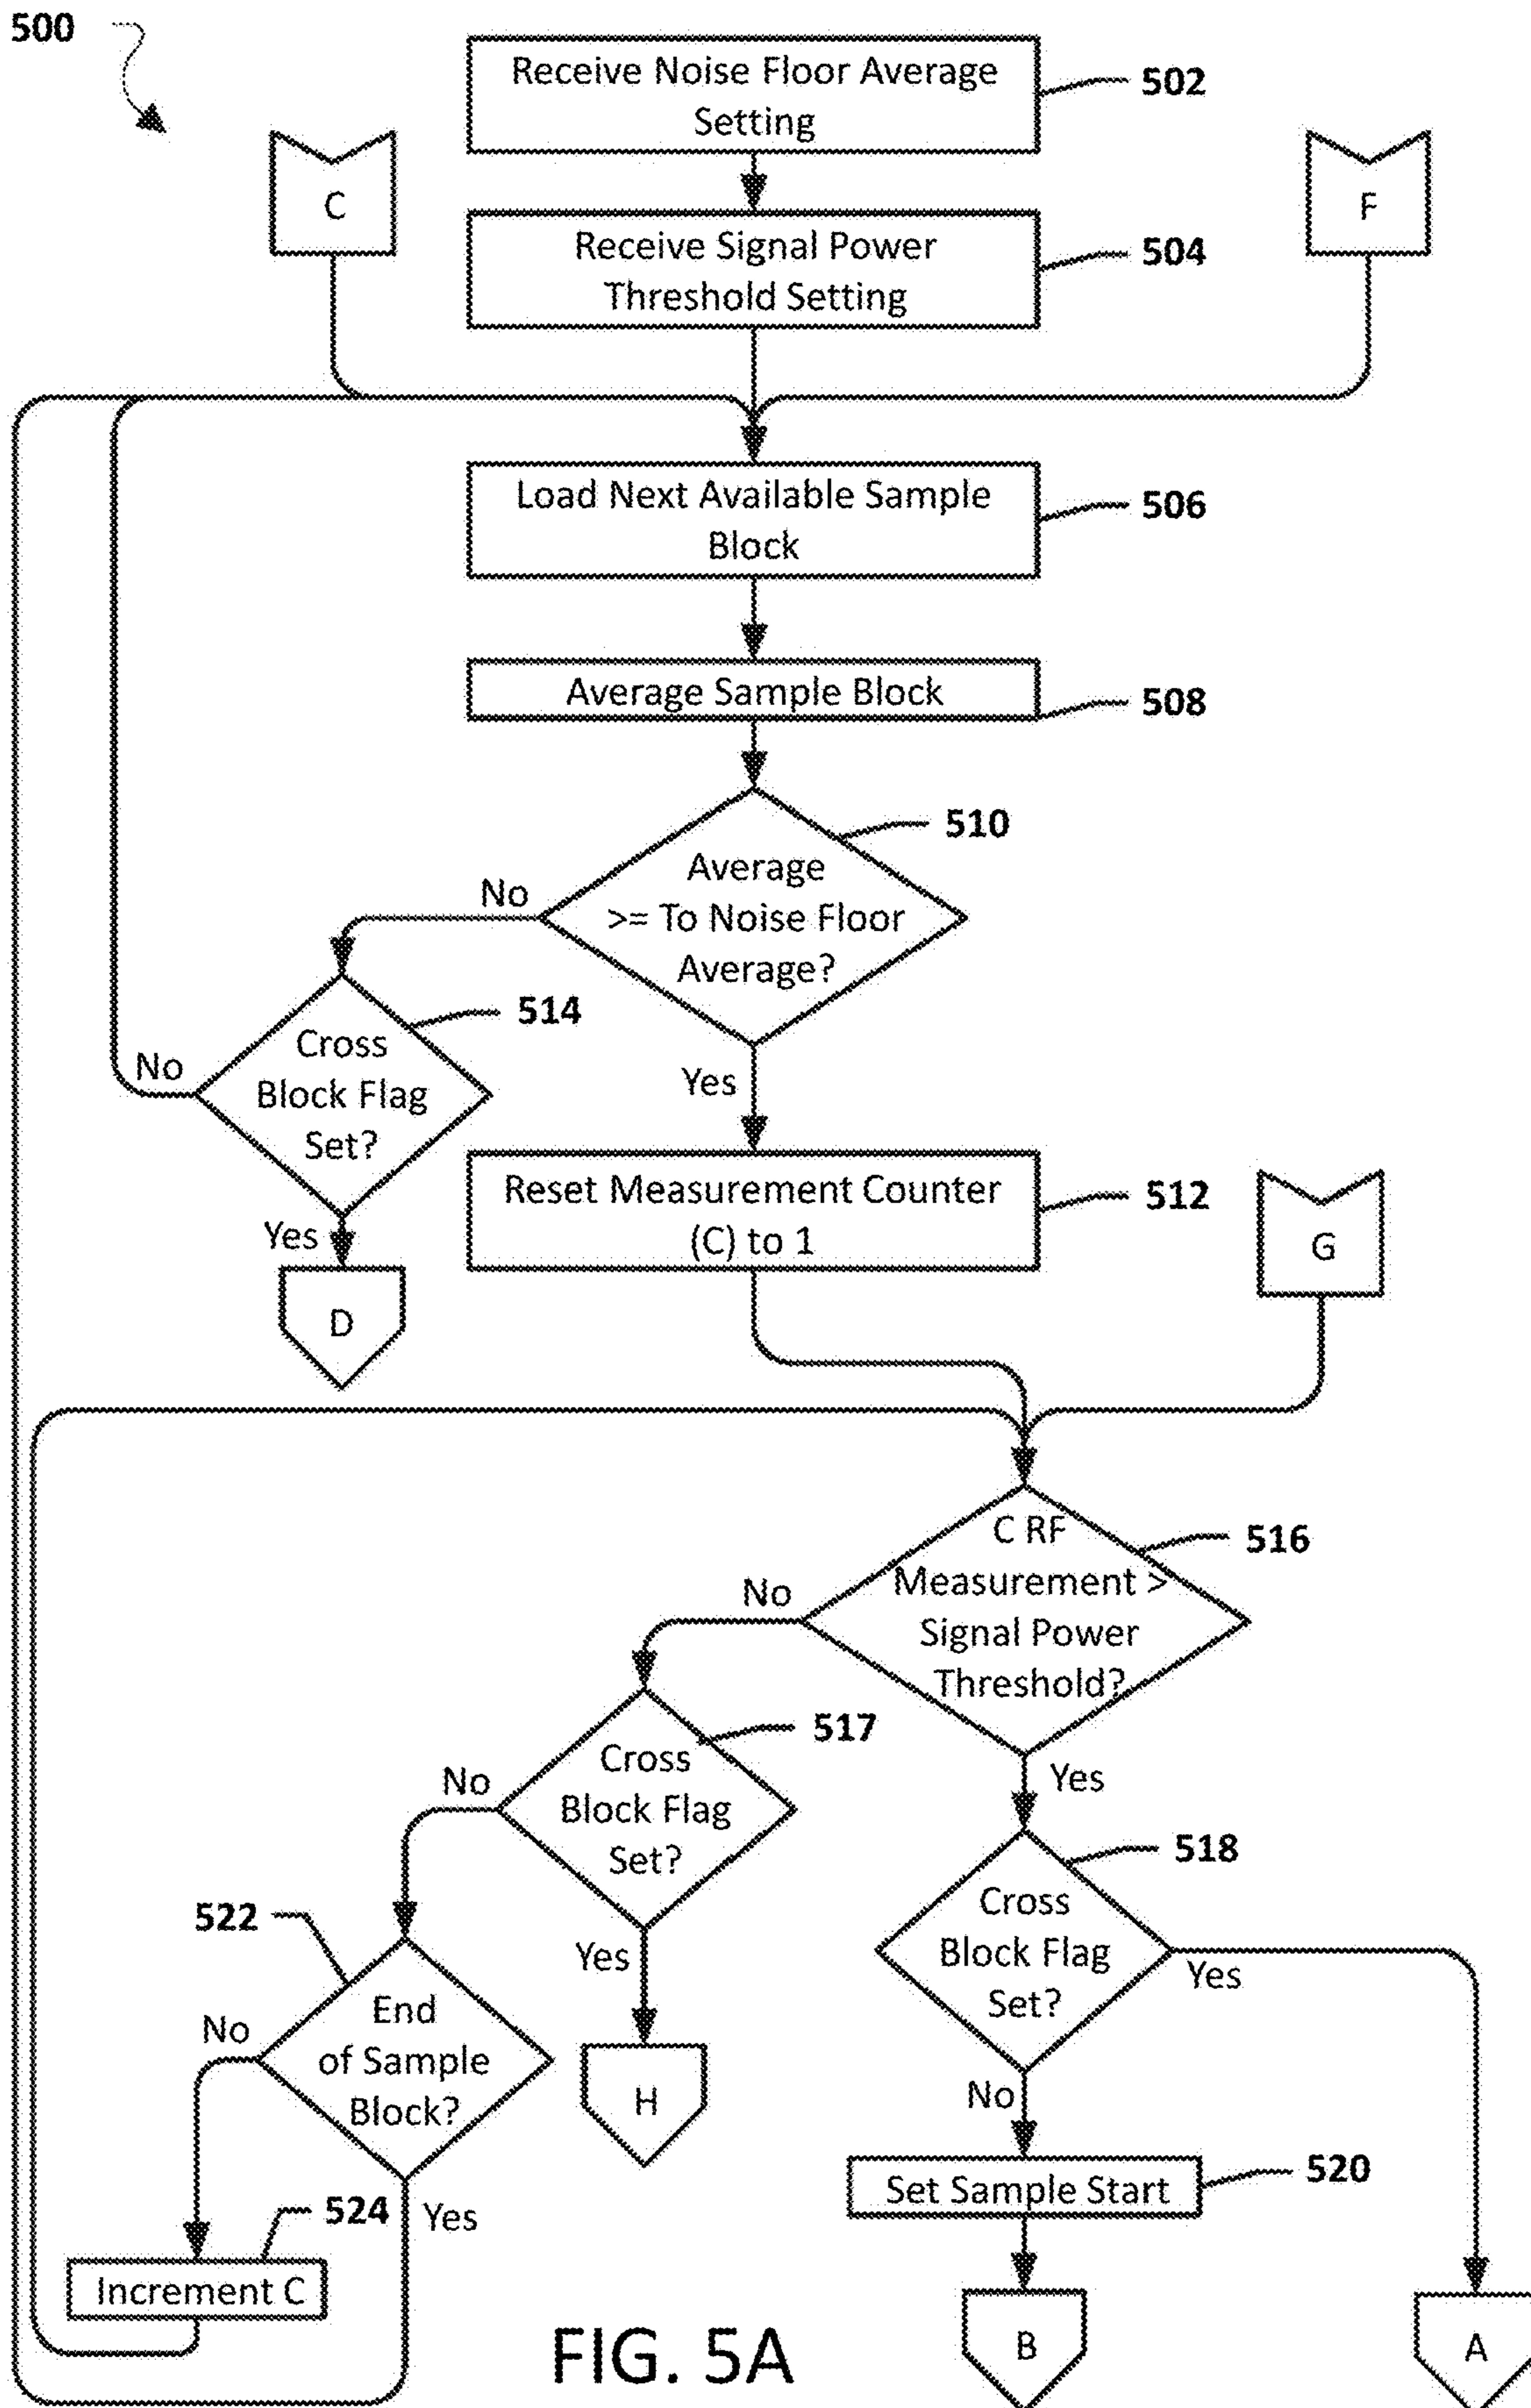 500
Receive Noise Floor Average
Setting
502
C
F
Receive Signal Power
Threshold Setting
504
Load Next Available Sample
Block
506
Average Sample Block
508
510
Average
>= To Noise Floor
Average?
No
514
Cross
Block Flag
Set?
No
Yes
Yes
D
Reset Measurement Counter
(C) to 1
512
G
C RF
Measurement >
Signal Power
Threshold?
516
No
Yes
517
Cross
Block Flag
Set?
No
Yes
518
Cross
Block Flag
Set?
Yes
No
522
End
of Sample
Block?
No
Yes
H
Set Sample Start
520
524
Increment C
B
A
FIG. 5A